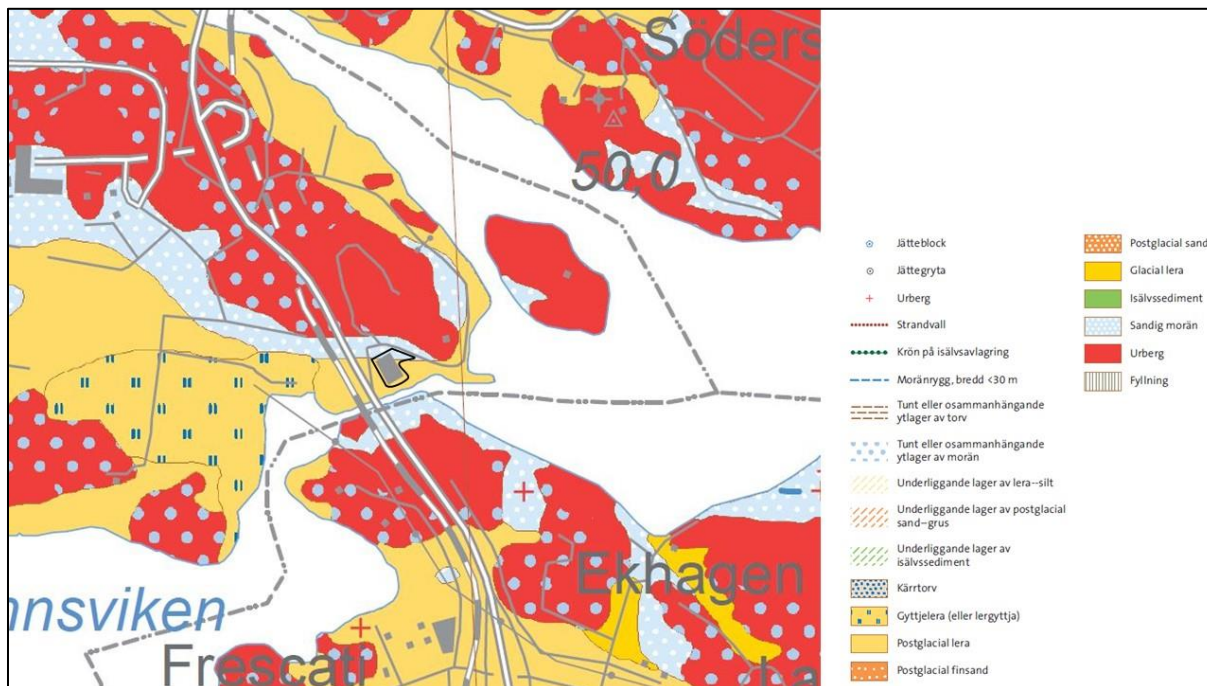 Söders
50,0
Ekhagen
nnsviken
Frescati
La
Jätteblock
Jättegryta
Urberg
Strandvall
Krön på isälvsavlagring
Moränrygg, bredd <30 m
Tunt eller osammanhängande
ytlager av torv
Tunt eller osammanhängande
ytlager av morän
Underliggande lager av lera--silt
Underliggande lager av postglacial
sand–grus
Underliggande lager av
isälvssediment
Kärrtorv
Gyttjelera (eller lergyttja)
Postglacial lera
Postglacial finsand
Postglacial sand
Glacial lera
Isälvssediment
Sandig morän
Urberg
Fyllning